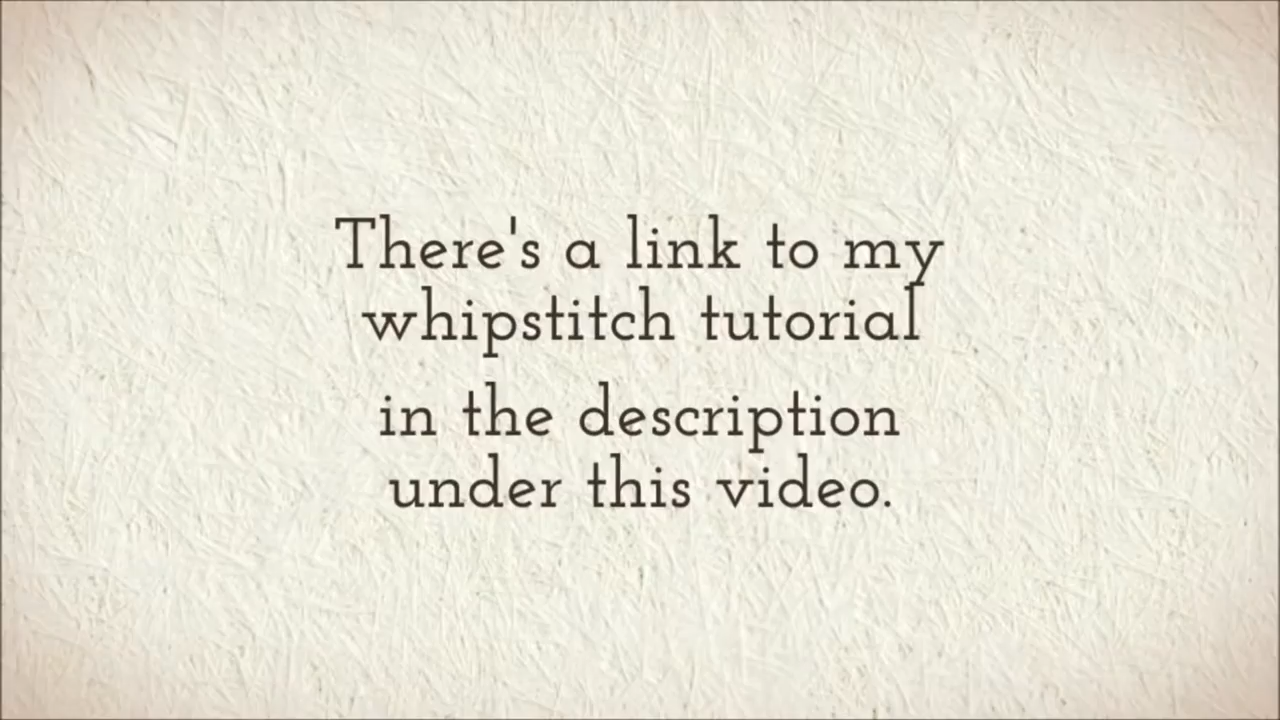 There's a link to my
whipstitch tutorial
in the description
under this video.